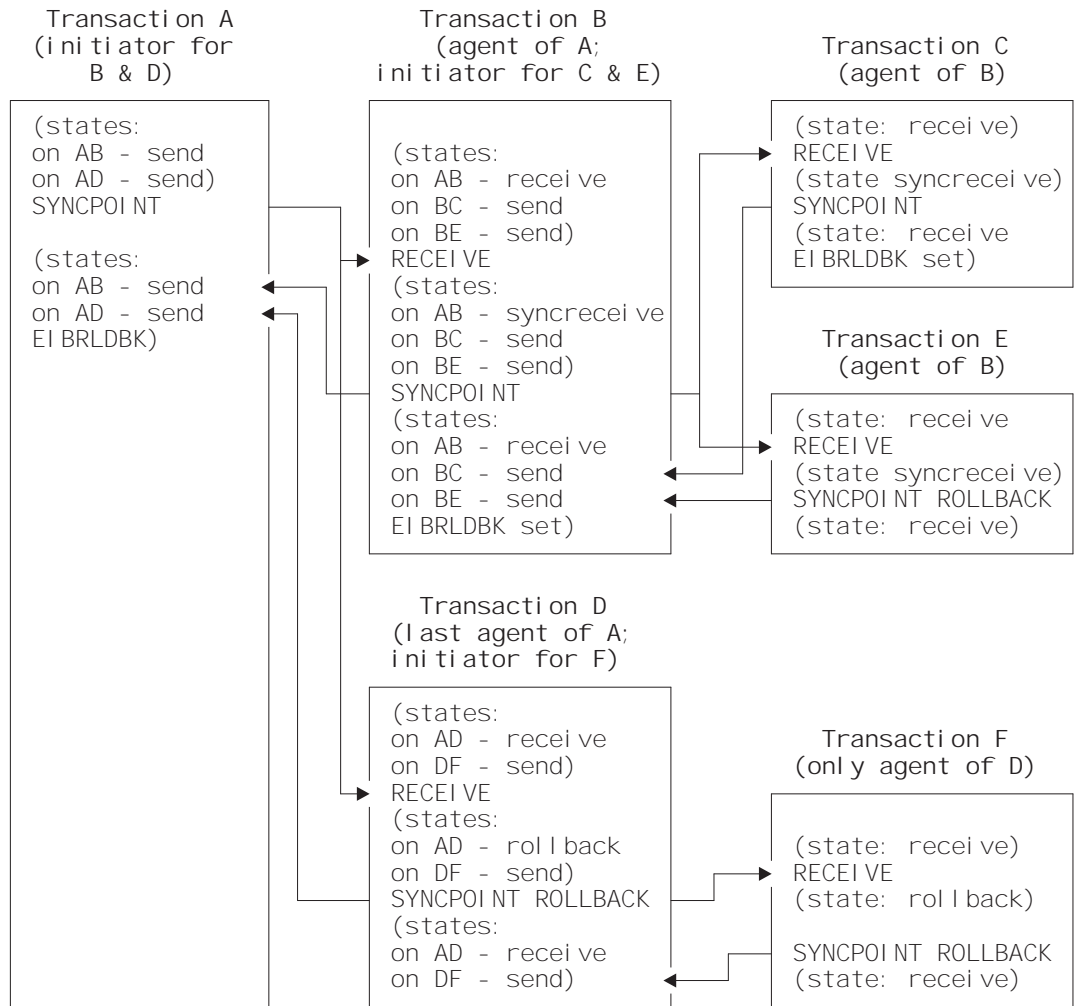 Transaction A
(initiator for
B & D)
(states:
on AB - send
on AD - send)
SYNCPOINT
(states:
on AB - send
on AD - send
EIBRLDBK)
Transaction B
(agent of A;
initiator for C & E)
(states:
on AB - receive
on BC - send
on BE - send)
RECEIVE
(states:
on AB - syncreceive
on BC - send
on BE - send)
SYNCPOINT
(states:
on AB - receive
on BC - send
on BE - send
EIBRLDBK set)
Transaction C
(agent of B)
(state: receive)
RECEIVE
(state syncreceive)
SYNCPOINT
(state: receive
EIBRLDBK set)
Transaction E
(agent of B)
(state: receive
RECEIVE
(state syncreceive)
SYNCPOINT ROLLBACK
(state: receive)
Transaction D
(last agent of A;
initiator for F)
(states:
on AD - receive
on DF - send)
RECEIVE
(states:
on AD - rollback
on DF - send)
SYNCPOINT ROLLBACK
(states:
on AD - receive
on DF - send)
Transaction F
(only agent of D)
(state: receive)
RECEIVE
(state: rollback)
SYNCPOINT ROLLBACK
(state: receive)